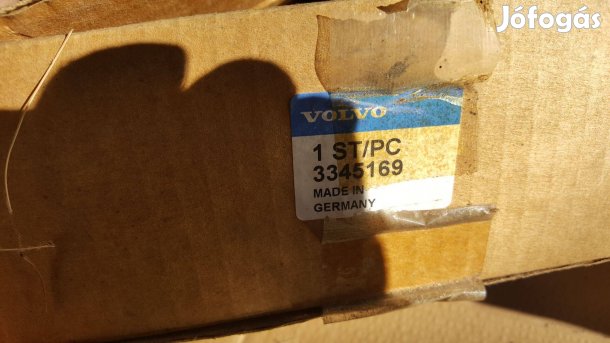 Jófogás
VOLVO
1 ST/PC
3345169
MADE IN
GERMANY